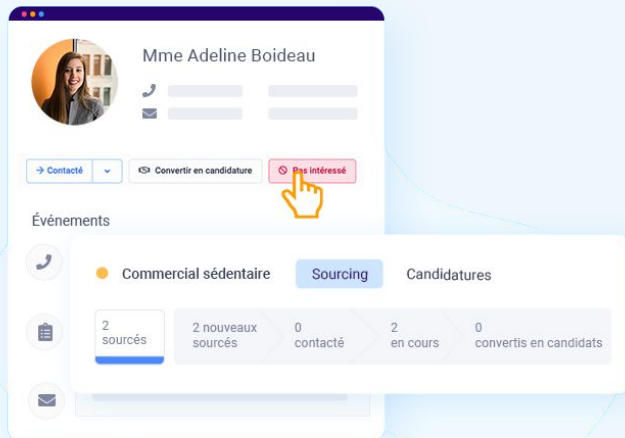 Mme Adeline Boideau
→ Contacté
Convertir en candidature
Pas intéressé
Événements
Commercial sédentaire
Sourcing
Candidatures
2
sourcés
2 nouveaux
sourcés
0
contacté
2
en cours
0
convertis en candidats